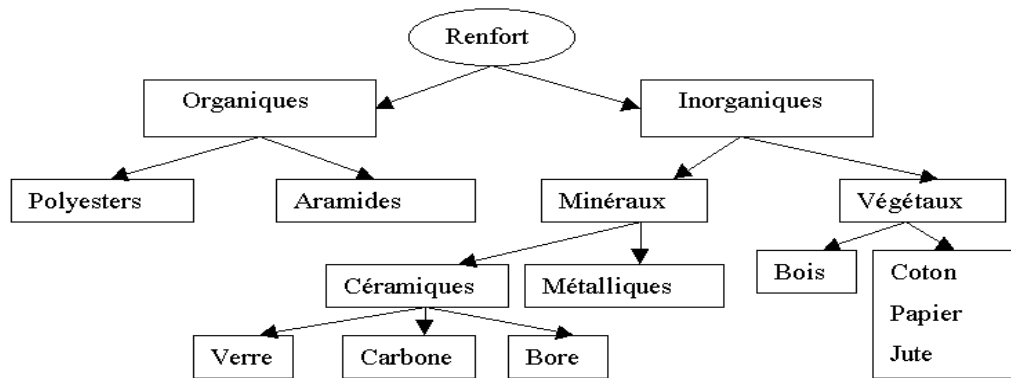 Renfort
Organiques
Inorganiques
Polyesters
Aramides
Minéraux
Végétaux
Céramiques
Métalliques
Bois
Coton
Papier
Jute
Verre
Carbone
Bore